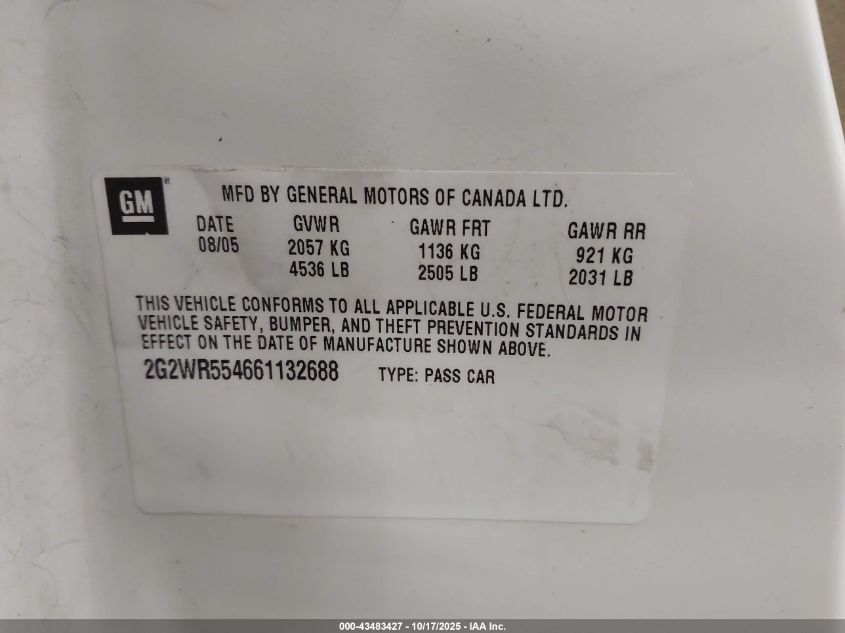 GM®
MFD BY GENERAL MOTORS OF CANADA LTD.
DATE GVWR GAWR FRT GAWR RR
08/05 2057 KG 1136 KG 921 KG
4536 LB 2505 LB 2031 LB
THIS VEHICLE CONFORMS TO ALL APPLICABLE U.S. FEDERAL MOTOR
VEHICLE SAFETY, BUMPER, AND THEFT PREVENTION STANDARDS IN
EFFECT ON THE DATE OF MANUFACTURE SHOWN ABOVE.
2G2WR554661132688 TYPE: PASS CAR
000-43483427 - 10/17/2025 - IAA Inc.